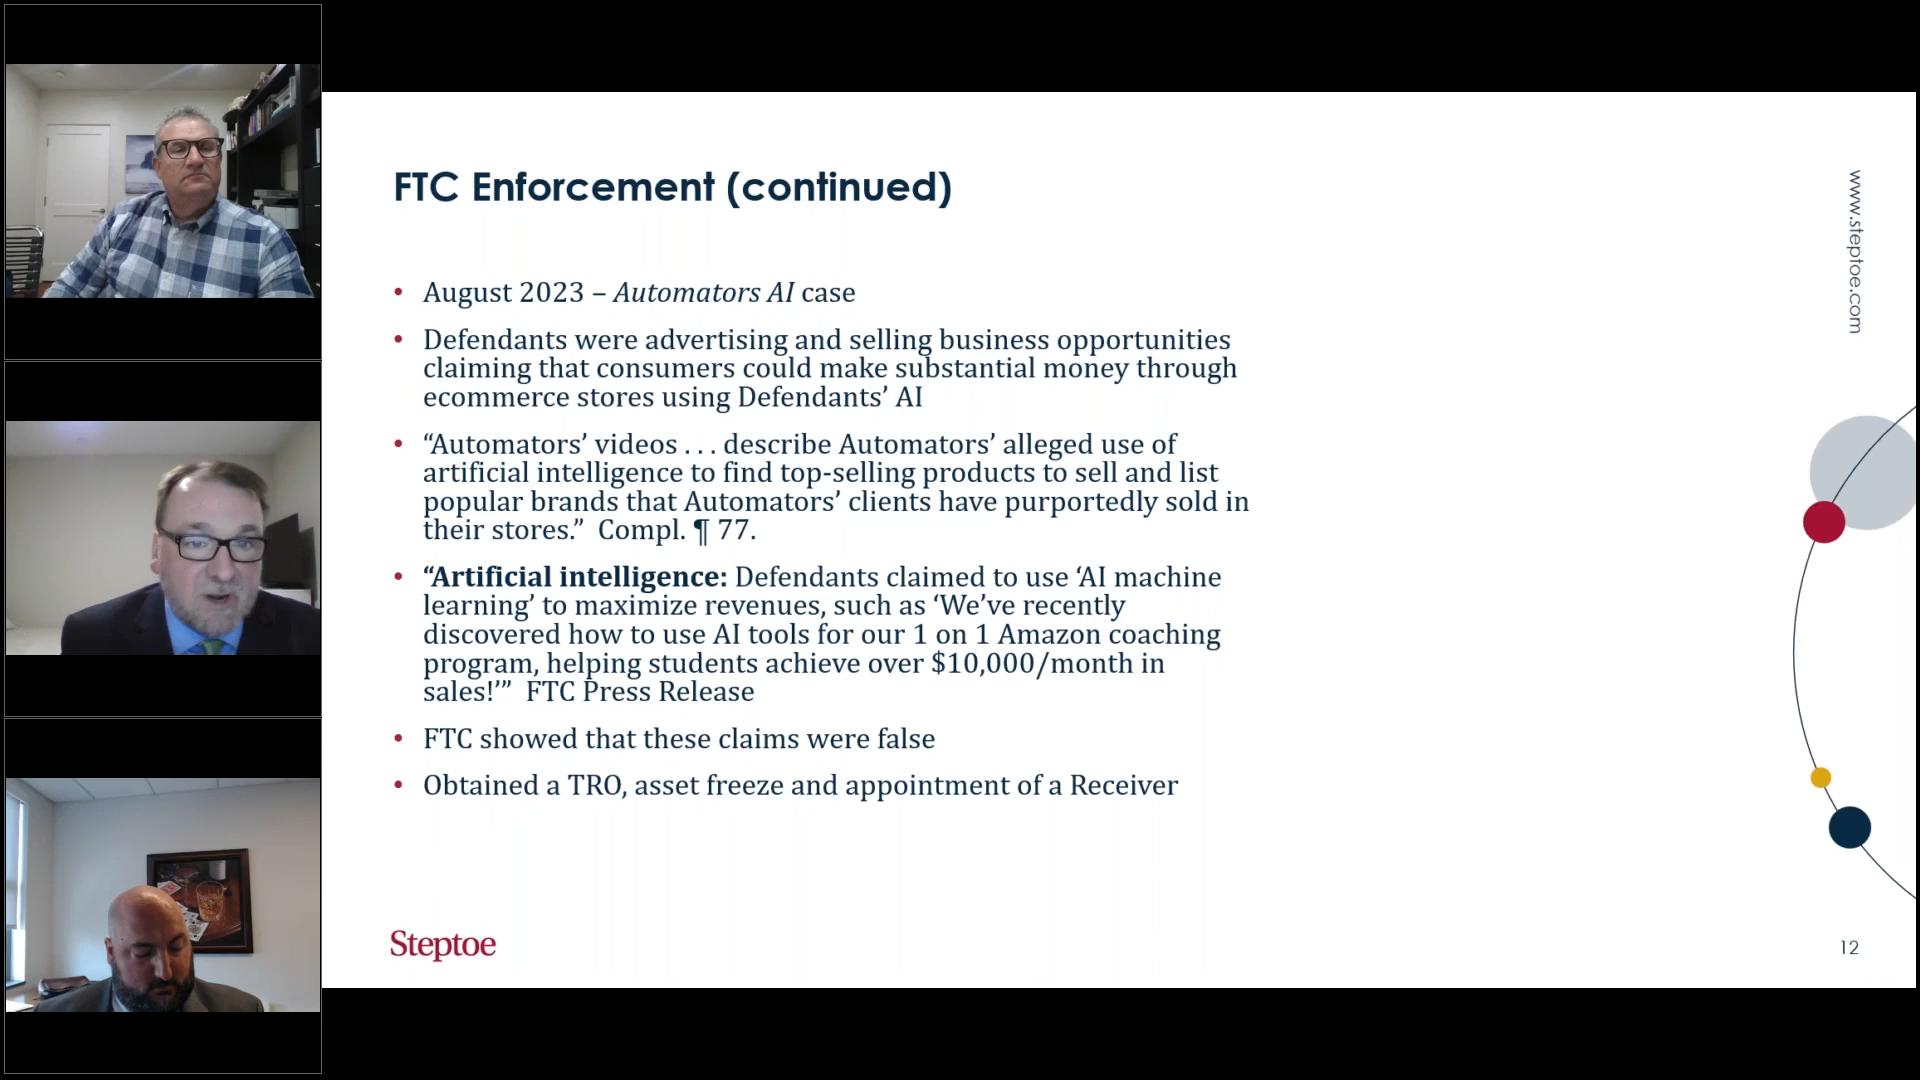 FTC Enforcement (continued)
• August 2023 – Automators AI case
• Defendants were advertising and selling business opportunities
claiming that consumers could make substantial money through
ecommerce stores using Defendants’ AI
• “Automators’ videos . . . describe Automators’ alleged use of
artificial intelligence to find top-selling products to sell and list
popular brands that Automators’ clients have purportedly sold in
their stores.”  Compl. ¶ 77.
• “Artificial intelligence: Defendants claimed to use ‘AI machine
learning’ to maximize revenues, such as ‘We’ve recently
discovered how to use AI tools for our 1 on 1 Amazon coaching
program, helping students achieve over $10,000/month in
sales!’”  FTC Press Release
• FTC showed that these claims were false
• Obtained a TRO, asset freeze and appointment of a Receiver
www.steptoe.com
Steptoe
12